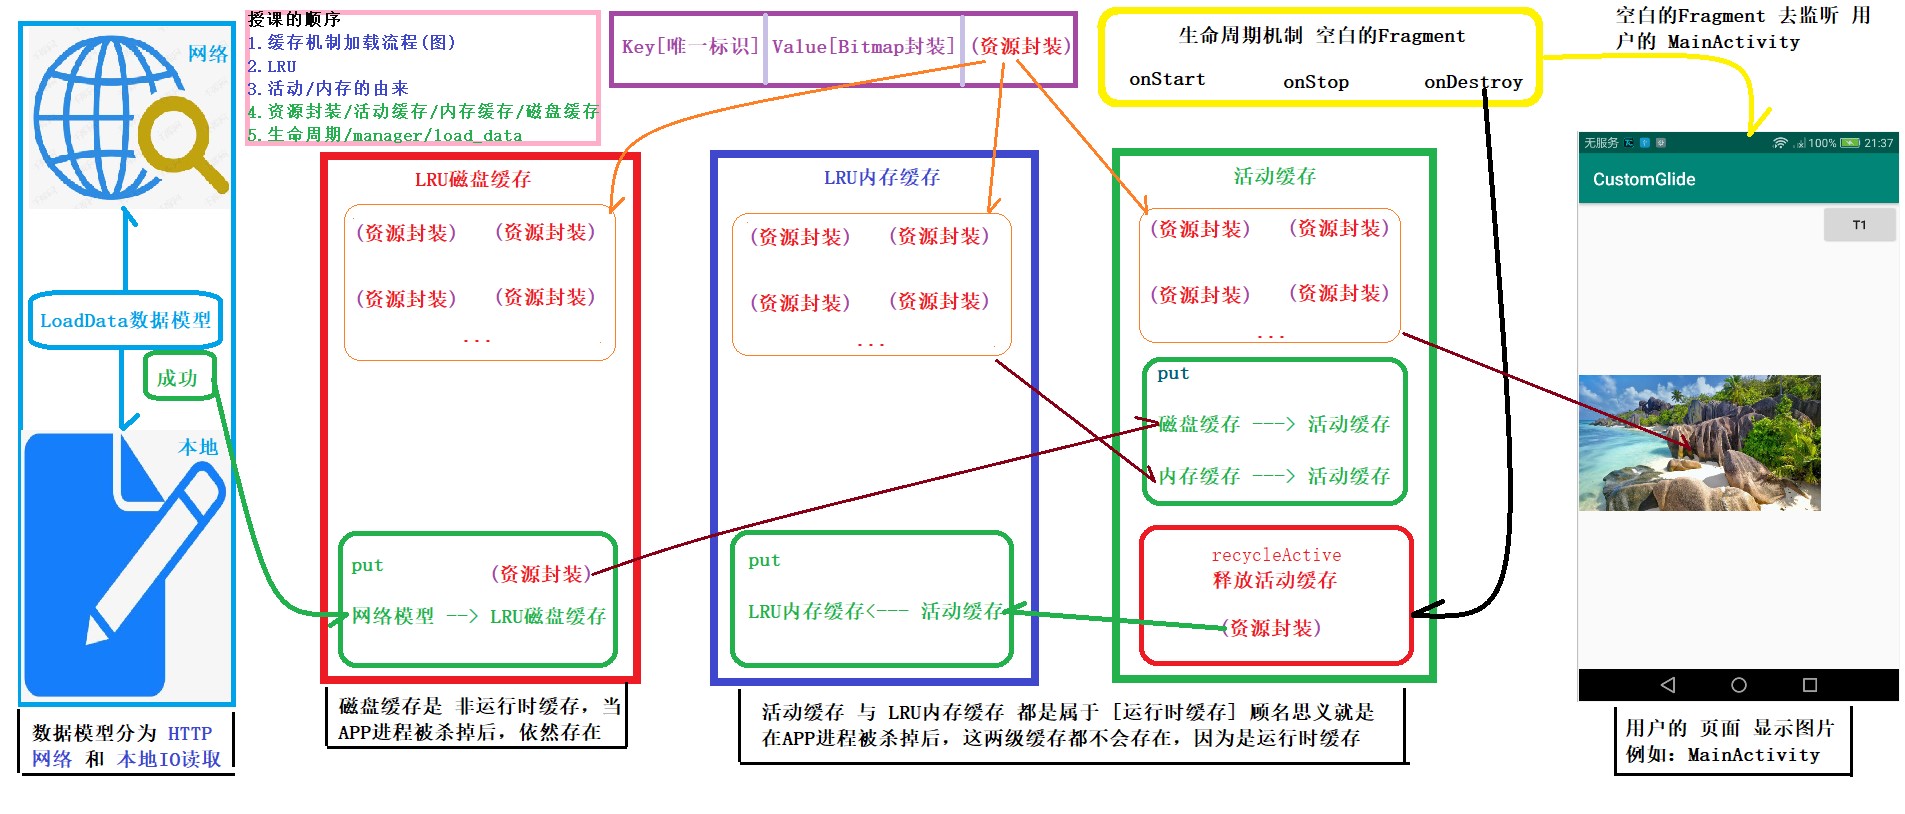 授课的顺序
1.缓存机制加载流程(图)
2.LRU
3.活动/内存的由来
4.资源封装/活动缓存/内存缓存/磁盘缓存
5.生命周期/manager/load_data
Key[唯一标识] Value[Bitmap封装] (资源封装)
生命周期机制 空白的Fragment
onStart onStop onDestroy
空白的Fragment 去监听 用
户的 MainActivity
网络
LoadData数据模型
成功
本地
数据模型分为 HTTP
网络 和 本地IO读取
LRU磁盘缓存
(资源封装) (资源封装)
(资源封装) (资源封装)
...
put
(资源封装)
网络模型 --> LRU磁盘缓存
磁盘缓存是 非运行时缓存，当
APP进程被杀掉后，依然存在
LRU内存缓存
(资源封装) (资源封装)
(资源封装) (资源封装)
...
put
LRU内存缓存<--- 活动缓存
活动缓存
(资源封装) (资源封装)
(资源封装) (资源封装)
...
put
磁盘缓存 ---> 活动缓存
内存缓存 ---> 活动缓存
recycleActive
释放活动缓存
(资源封装)
活动缓存 与 LRU内存缓存 都是属于 [运行时缓存] 顾名思义就是
在APP进程被杀掉后，这两级缓存都不会存在，因为是运行时缓存
无服务 100% 21:37
CustomGlide
T1
用户的 页面 显示图片
例如：MainActivity